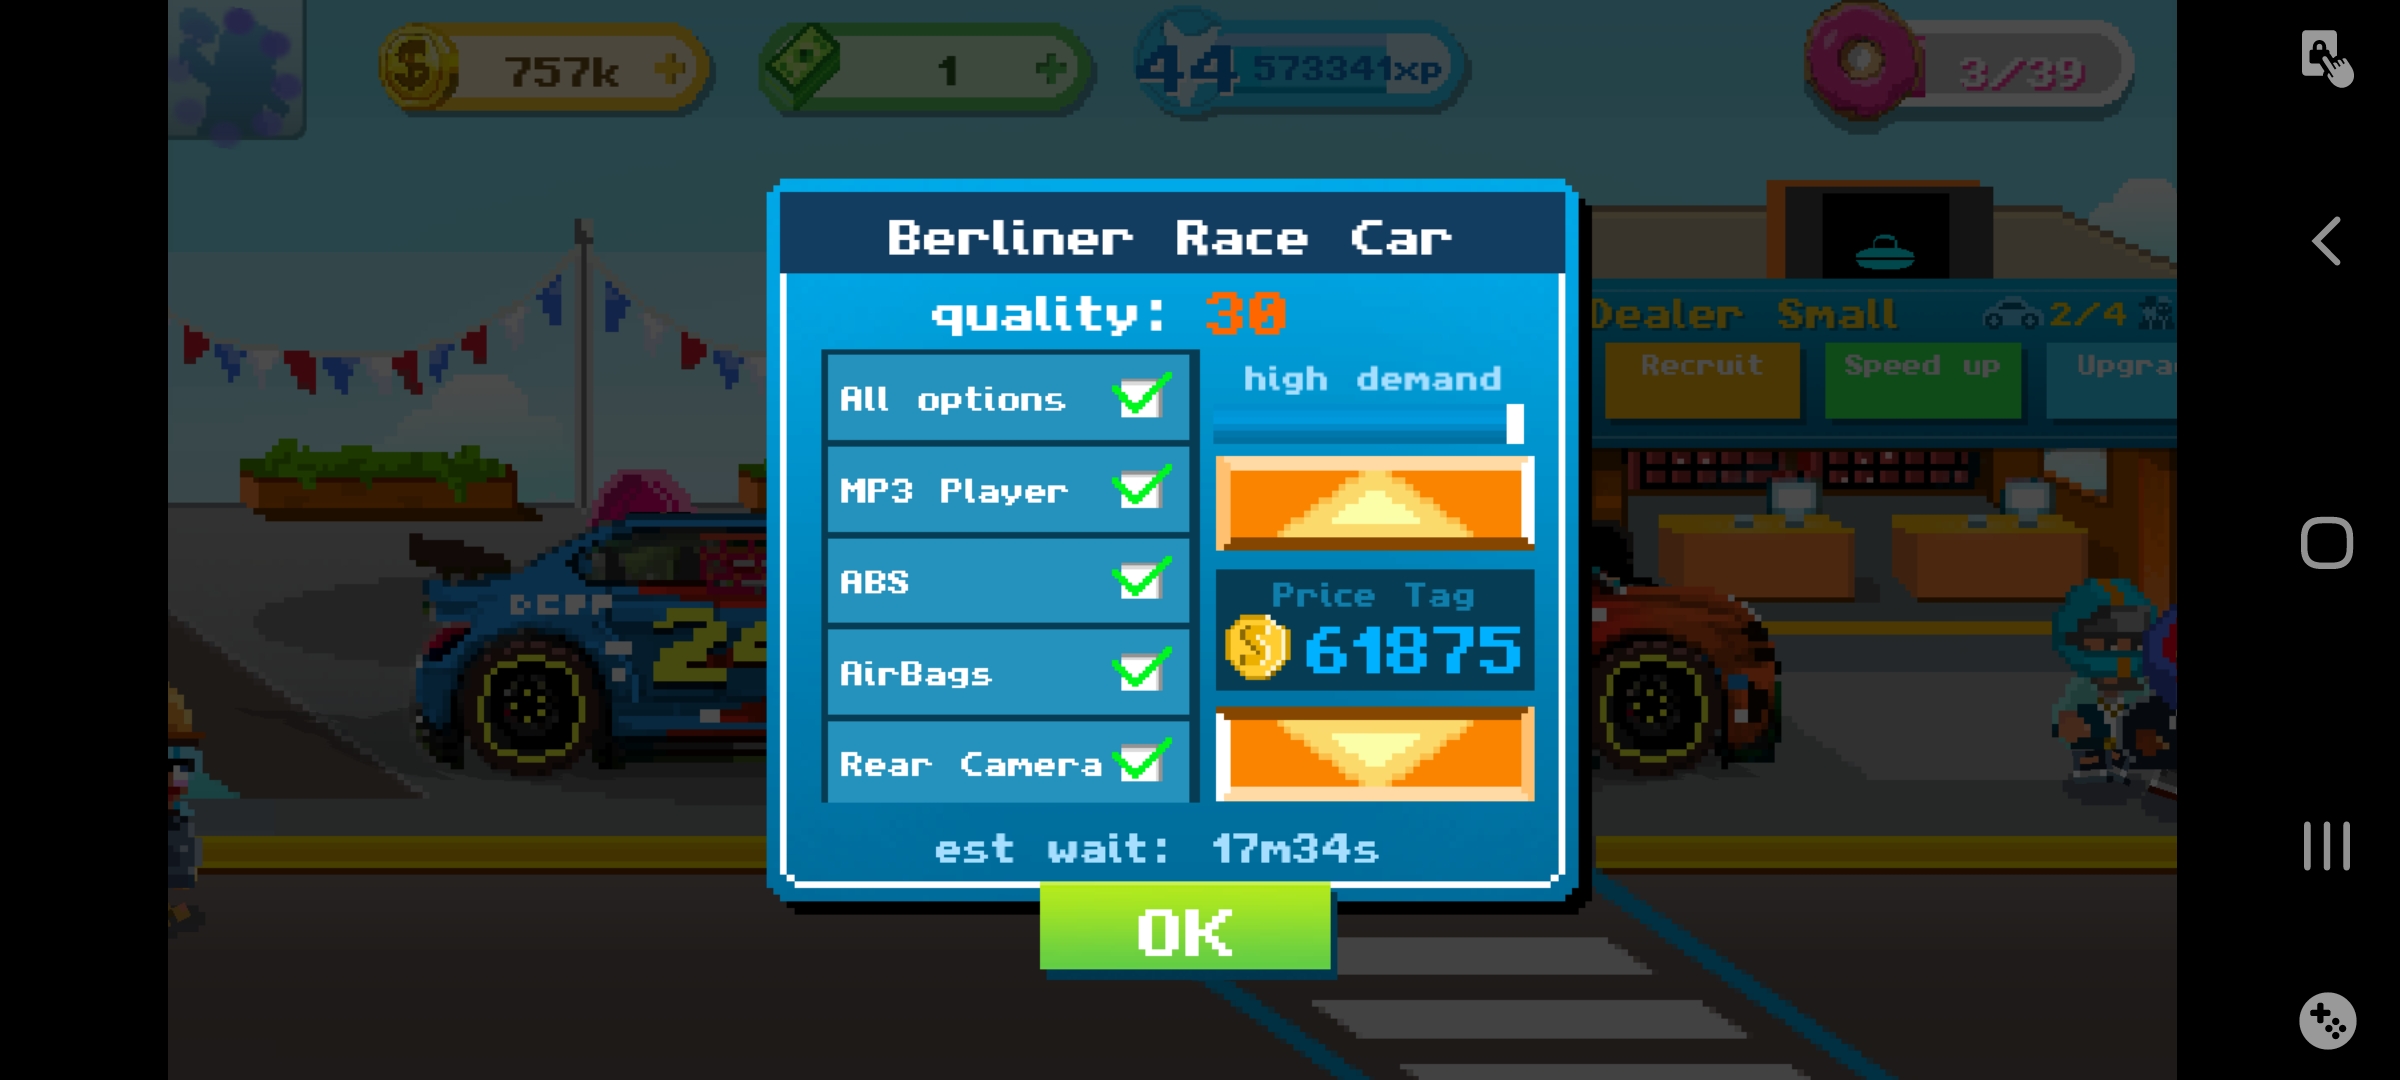 757k
1
44 573341xp
3/39
Berliner Race Car
quality: 30
All options
MP3 Player
ABS
AirBags
Rear Camera
high demand
Price Tag
61875
est wait: 17m34s
OK
Dealer Small 2/4
Recruit
Speed up
24